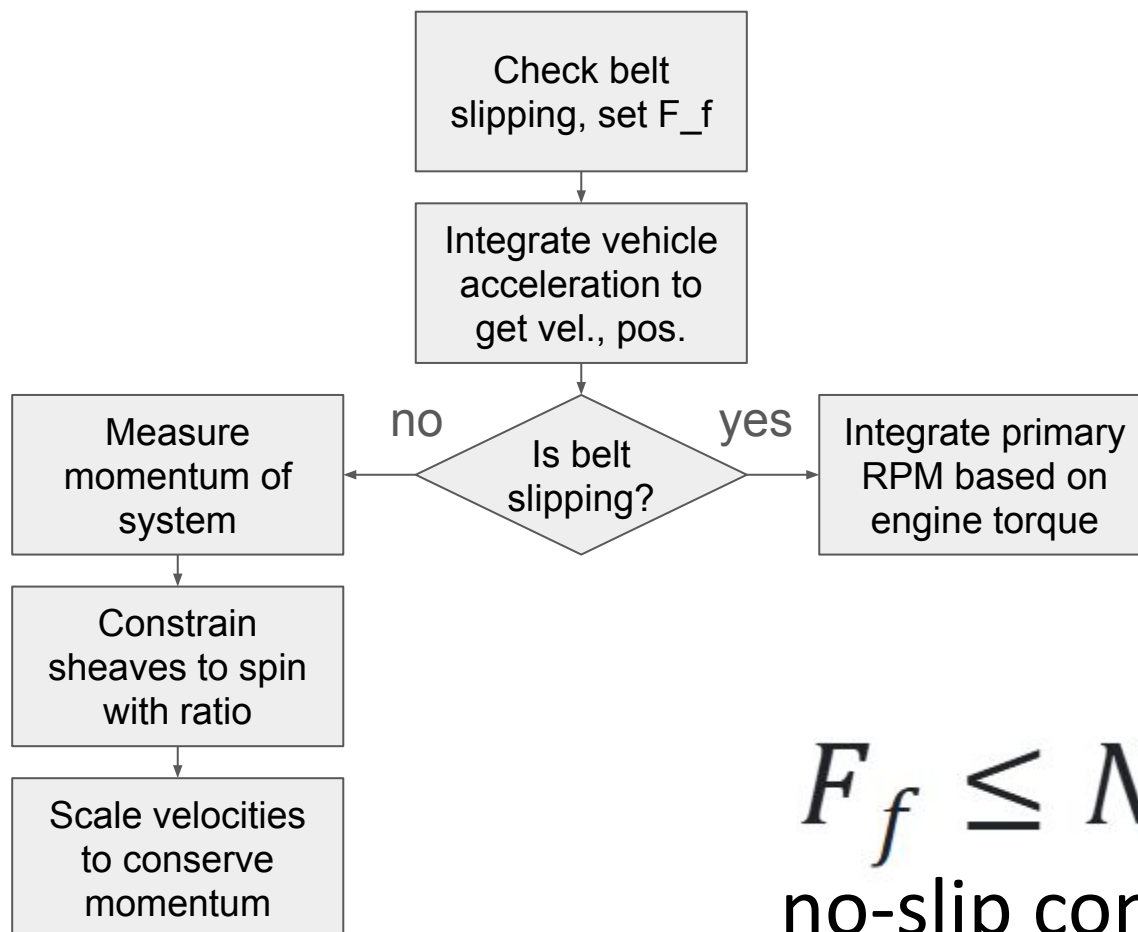 Check belt
slipping, set F_f
Integrate vehicle
acceleration to
get vel., pos.
Is belt
slipping?
no
yes
Measure
momentum of
system
Constrain
sheaves to spin
with ratio
Scale velocities
to conserve
momentum
Integrate primary
RPM based on
engine torque
F_f ≤
no-slip